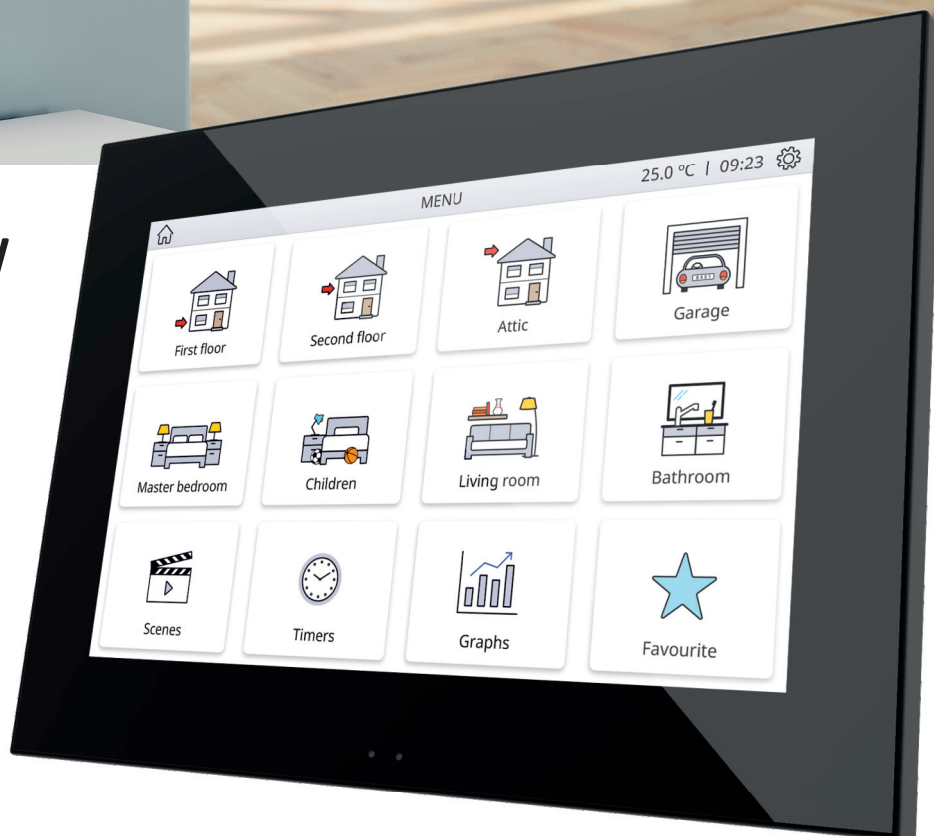 MENU
25.0 ºC | 09:23
First floor
Second floor
Attic
Garage
Master bedroom
Children
Living room
Bathroom
Scenes
Timers
Graphs
Favourite